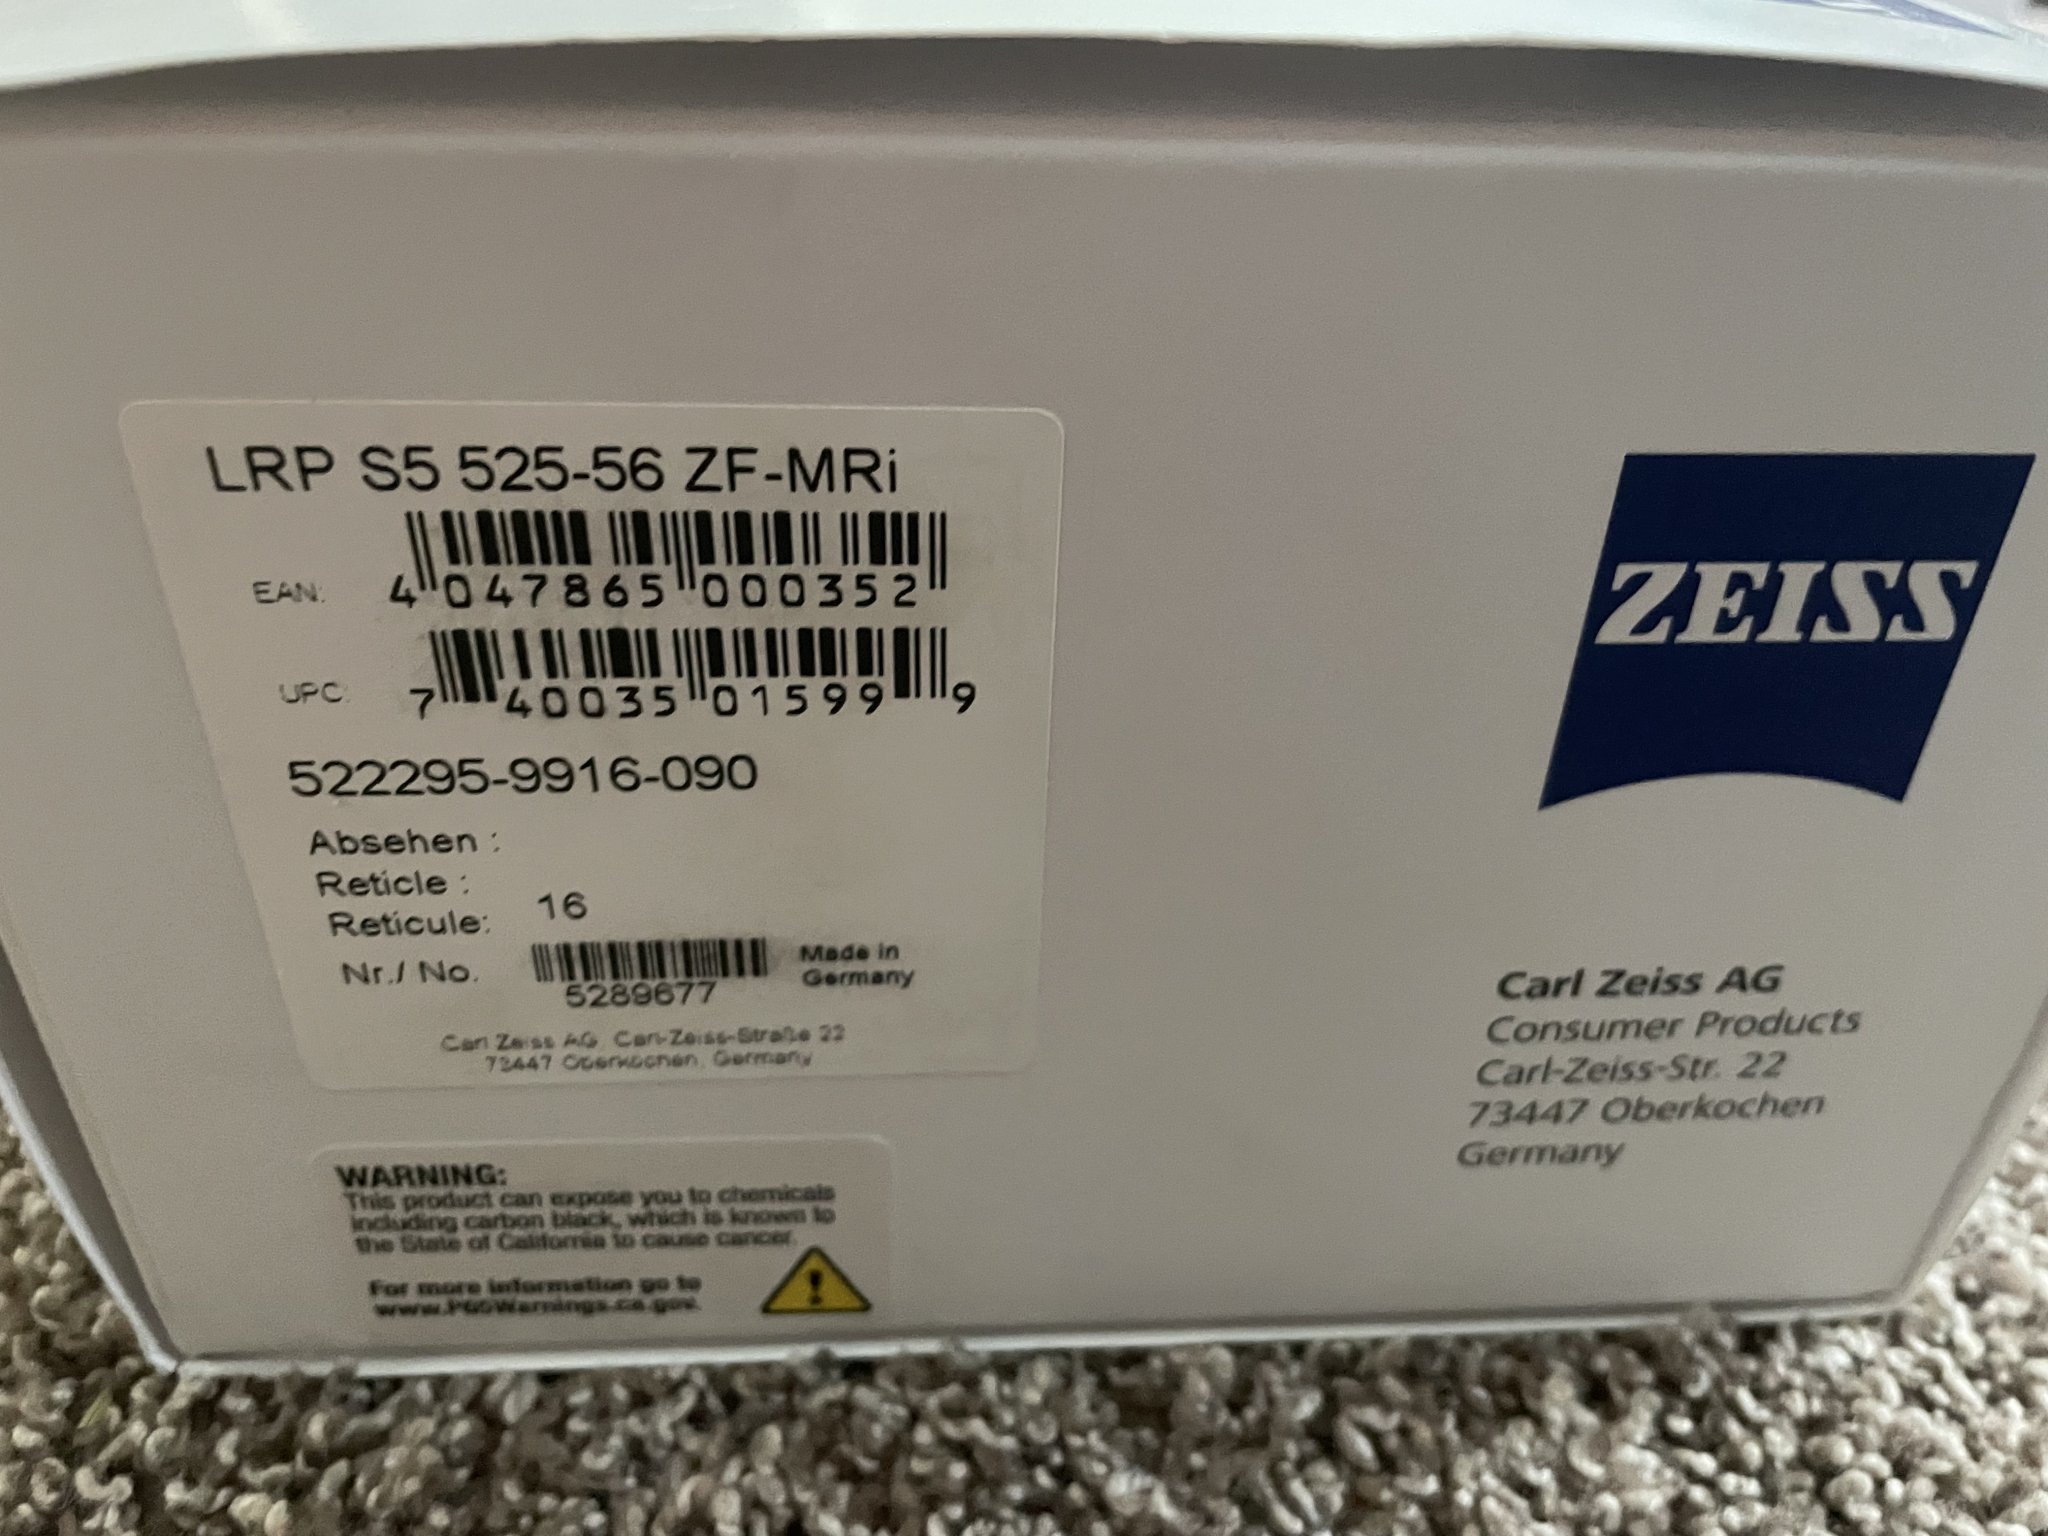 LRP S5 525-56 ZF-MRi
EAN: 4 047865 000352
UPC: 7 40035 01599 9
522295-9916-090
Absehen :
Reticle :
Reticule: 16
Nr./ No. 5289677
Made in
Germany
Carl Zeiss AG, Carl-Zeiss-Straße 22
73447 Oberkochen, Germany
WARNING:
This product can expose you to chemicals
including carbon black, which is known to
the State of California to cause cancer.
For more information go to
www.P65Warnings.ca.gov.
ZEISS
Carl Zeiss AG
Consumer Products
Carl-Zeiss-Str. 22
73447 Oberkochen
Germany